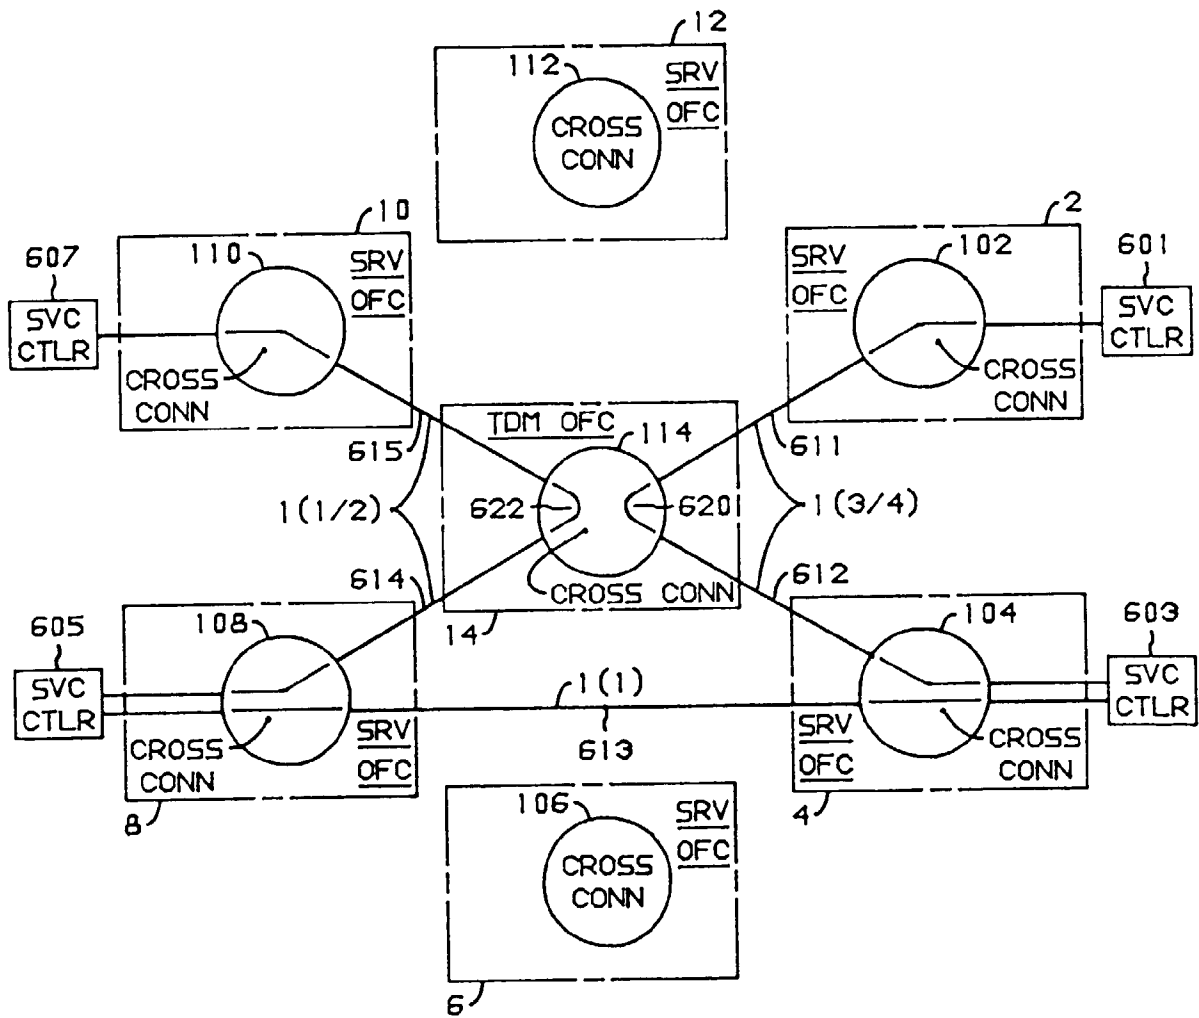 12
112
SRV
OFC
CROSS
CONN
10
110
SRV
OFC
607
SVC
CTLR
CROSS
CONN
2
102
SRV
OFC
601
SVC
CTLR
CROSS
CONN
615
TDM OFC
114
611
1(1/2)
622
620
1(3/4)
614
CROSS CONN
612
14
605
SVC
CTLR
108
CROSS
CONN
SRV
OFC
8
1(1)
613
104
603
SVC
CTLR
SRV
OFC
CROSS
CONN
4
106
SRV
OFC
CROSS
CONN
6